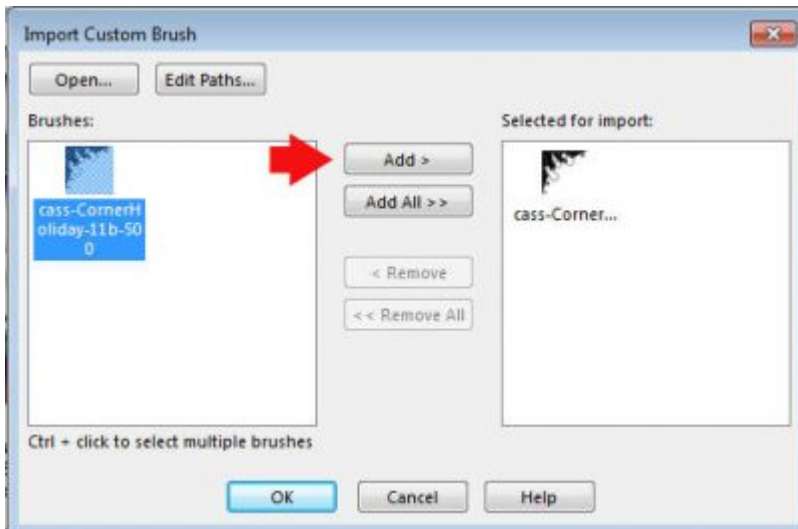 Import Custom Brush
Open... Edit Paths...
Brushes: Selected for import:
Add >
Add All >>
cass-CornerH
oliday-11b-50
0
cass-Corner...
< Remove
<< Remove All
Ctrl + click to select multiple brushes
OK Cancel Help